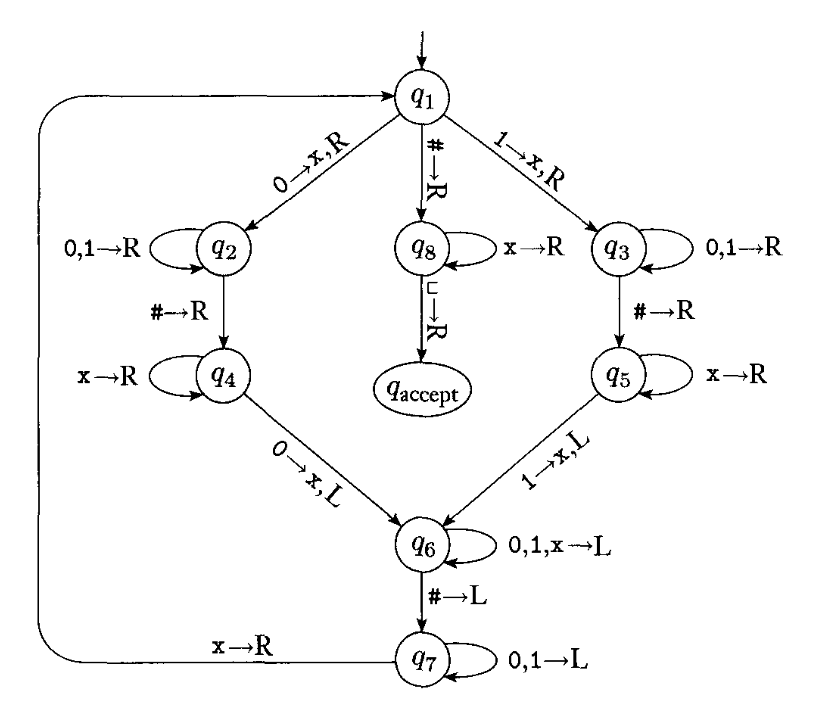 q1
0→x,R
#→R
1→x,R
0,1→R
q2
q8
x→R
q3
0,1→R
#→R
⊔→R
#→R
x→R
q4
qaccept
q5
x→R
0→x,L
1→x,L
q6
0,1,x→L
#→L
x→R
q7
0,1→L